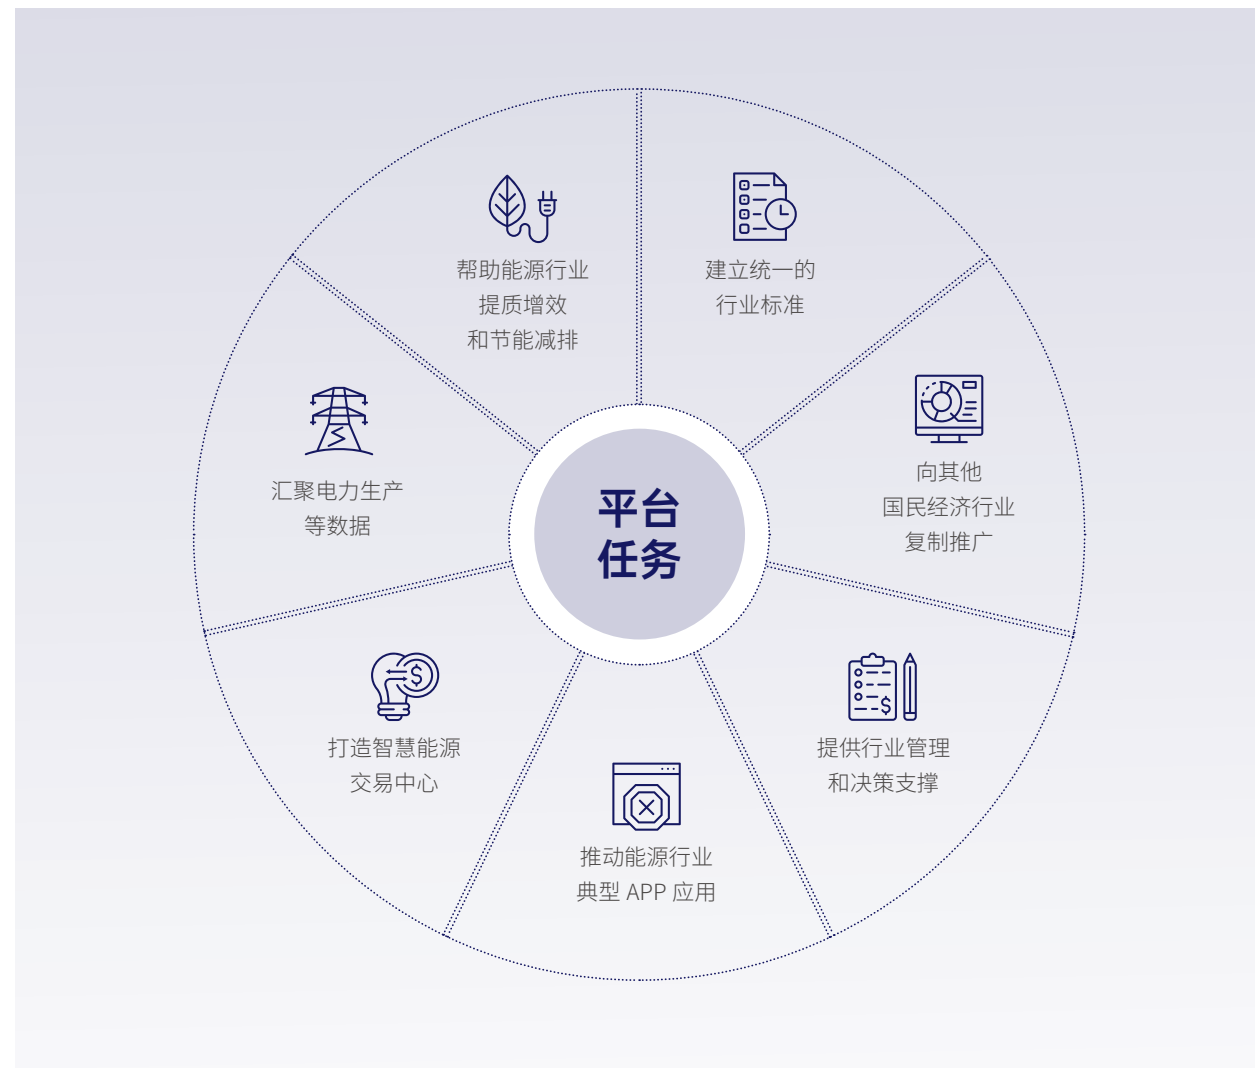 平台
任务
建立统一的
行业标准
向其他
国民经济行业
复制推广
提供行业管理
和决策支撑
推动能源行业
典型 APP 应用
打造智慧能源
交易中心
汇聚电力生产
等数据
帮助能源行业
提质增效
和节能减排